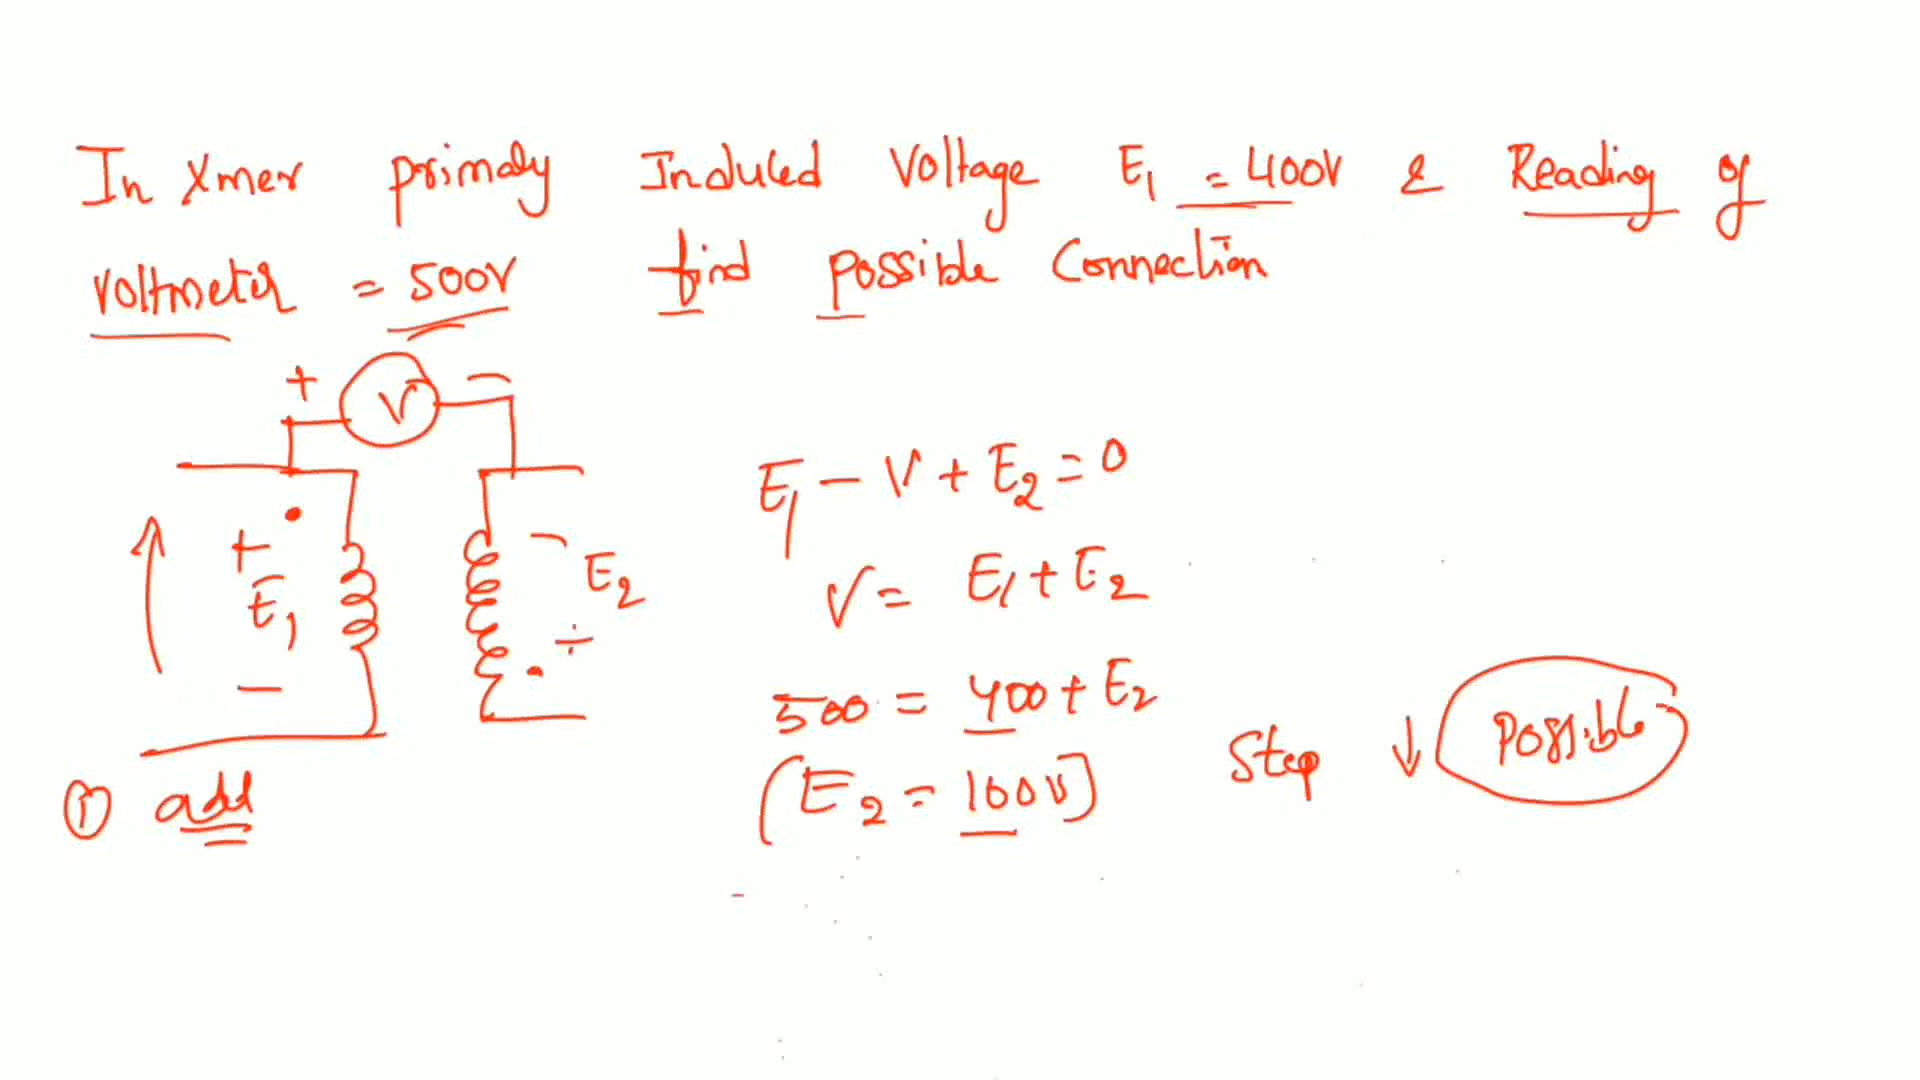 In Xmer primary Induced Voltage E1 = 400V & Reading of
Voltmeter = 500V find possible Connection
+ V −
E1 − V + E2 = 0
+ E1 −
− E2 +
V = E1 + E2
500 = 400 + E2
(E2 = 100V) Step ↓ Possible
① add